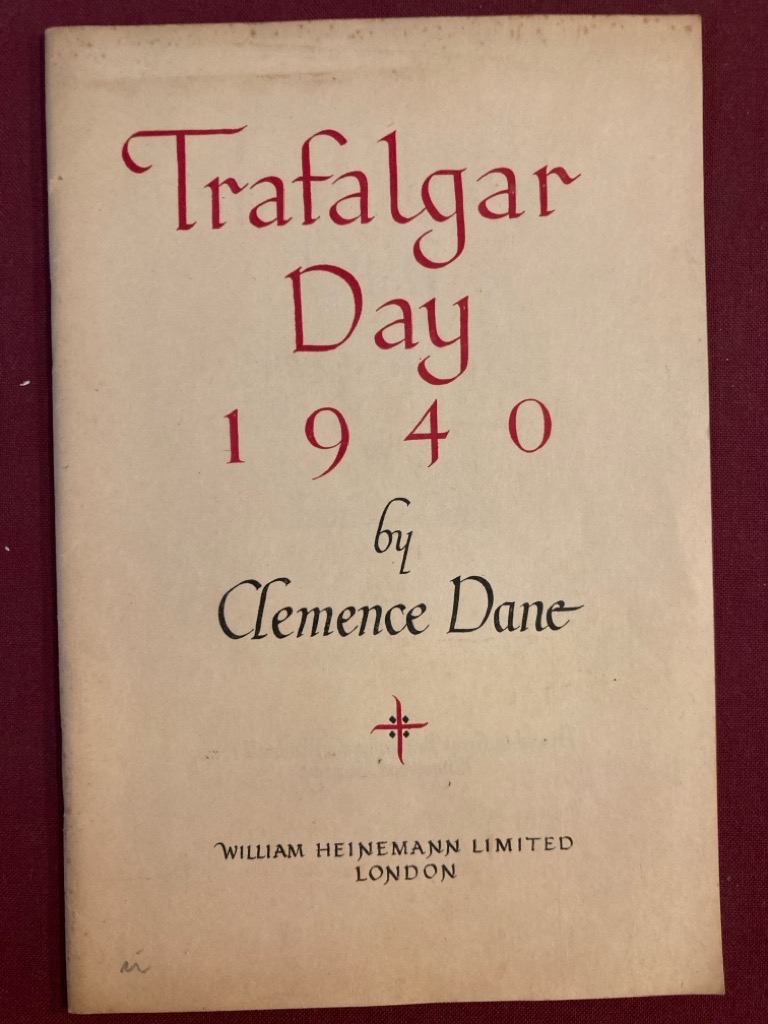 Trafalgar
Day
1940
by
Clemence Dane
WILLIAM HEINEMANN LIMITED
LONDON